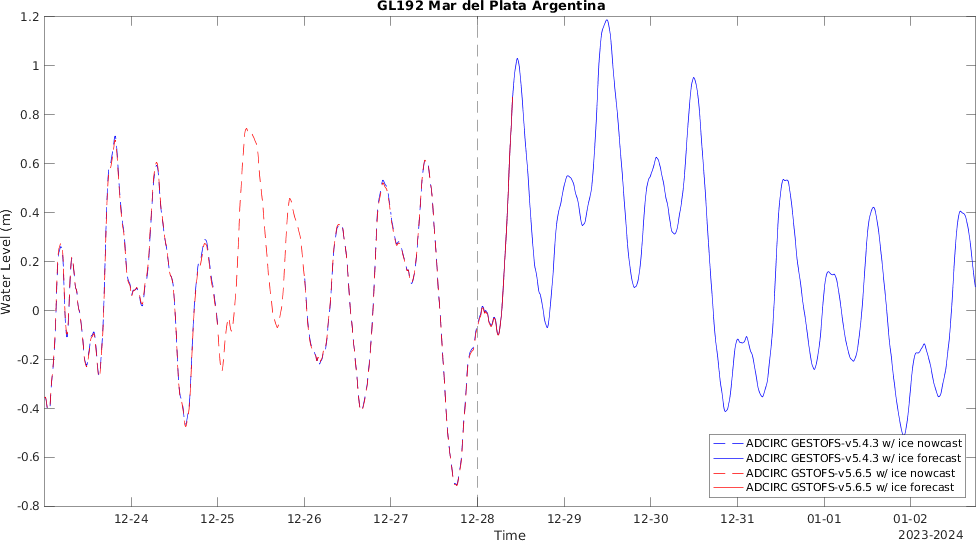 GL192 Mar del Plata Argentina
1.2
1
0.8
0.6
0.4
0.2
0
-0.2
-0.4
-0.6
-0.8
Water Level (m)
12-24 12-25 12-26 12-27 12-28 12-29 12-30 12-31 01-01 01-02
Time
2023-2024
ADCIRC GESTOFS-v5.4.3 w/ ice nowcast
ADCIRC GESTOFS-v5.4.3 w/ ice forecast
ADCIRC GSTOFS-v5.6.5 w/ ice nowcast
ADCIRC GSTOFS-v5.6.5 w/ ice forecast